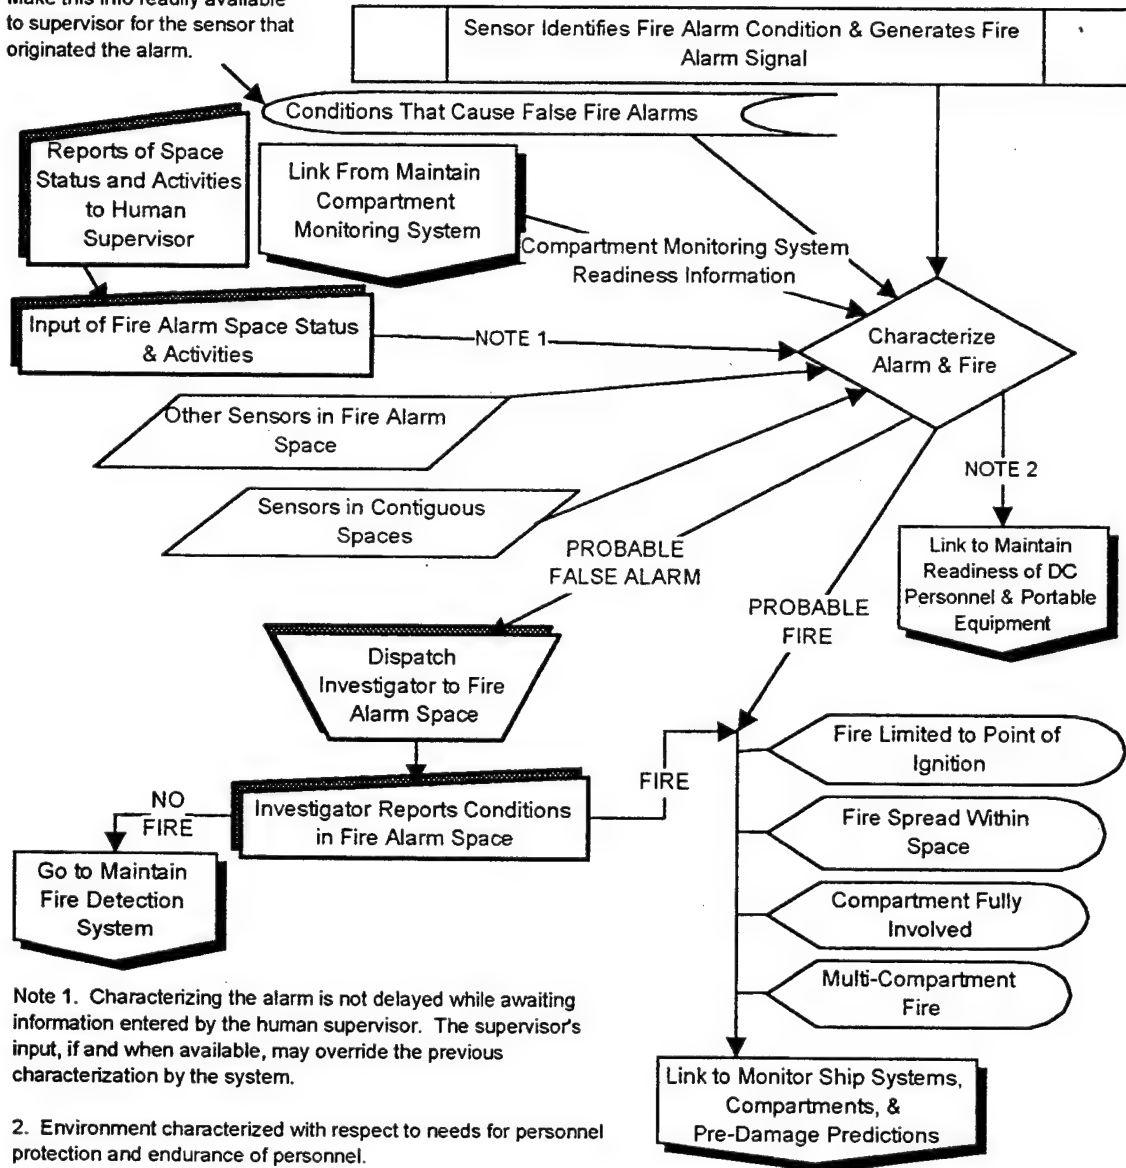 Make this info readily available
to supervisor for the sensor that
originated the alarm.
Sensor Identifies Fire Alarm Condition & Generates Fire
Alarm Signal
Conditions That Cause False Fire Alarms
Reports of Space
Status and Activities
to Human
Supervisor
Link From Maintain
Compartment
Monitoring System
Compartment Monitoring System
Readiness Information
Input of Fire Alarm Space Status
& Activities
NOTE 1
Characterize
Alarm & Fire
Other Sensors in Fire Alarm
Space
Sensors in Contiguous
Spaces
NOTE 2
PROBABLE
FALSE ALARM
Link to Maintain
Readiness of DC
Personnel & Portable
Equipment
PROBABLE
FIRE
Dispatch
Investigator to Fire
Alarm Space
Fire Limited to Point of
Ignition
FIRE
NO
FIRE
Investigator Reports Conditions
in Fire Alarm Space
Fire Spread Within
Space
Go to Maintain
Fire Detection
System
Compartment Fully
Involved
Multi-Compartment
Fire
Note 1. Characterizing the alarm is not delayed while awaiting
information entered by the human supervisor. The supervisor's
input, if and when available, may override the previous
characterization by the system.
Link to Monitor Ship Systems,
Compartments, &
Pre-Damage Predictions
2. Environment characterized with respect to needs for personnel
protection and endurance of personnel.